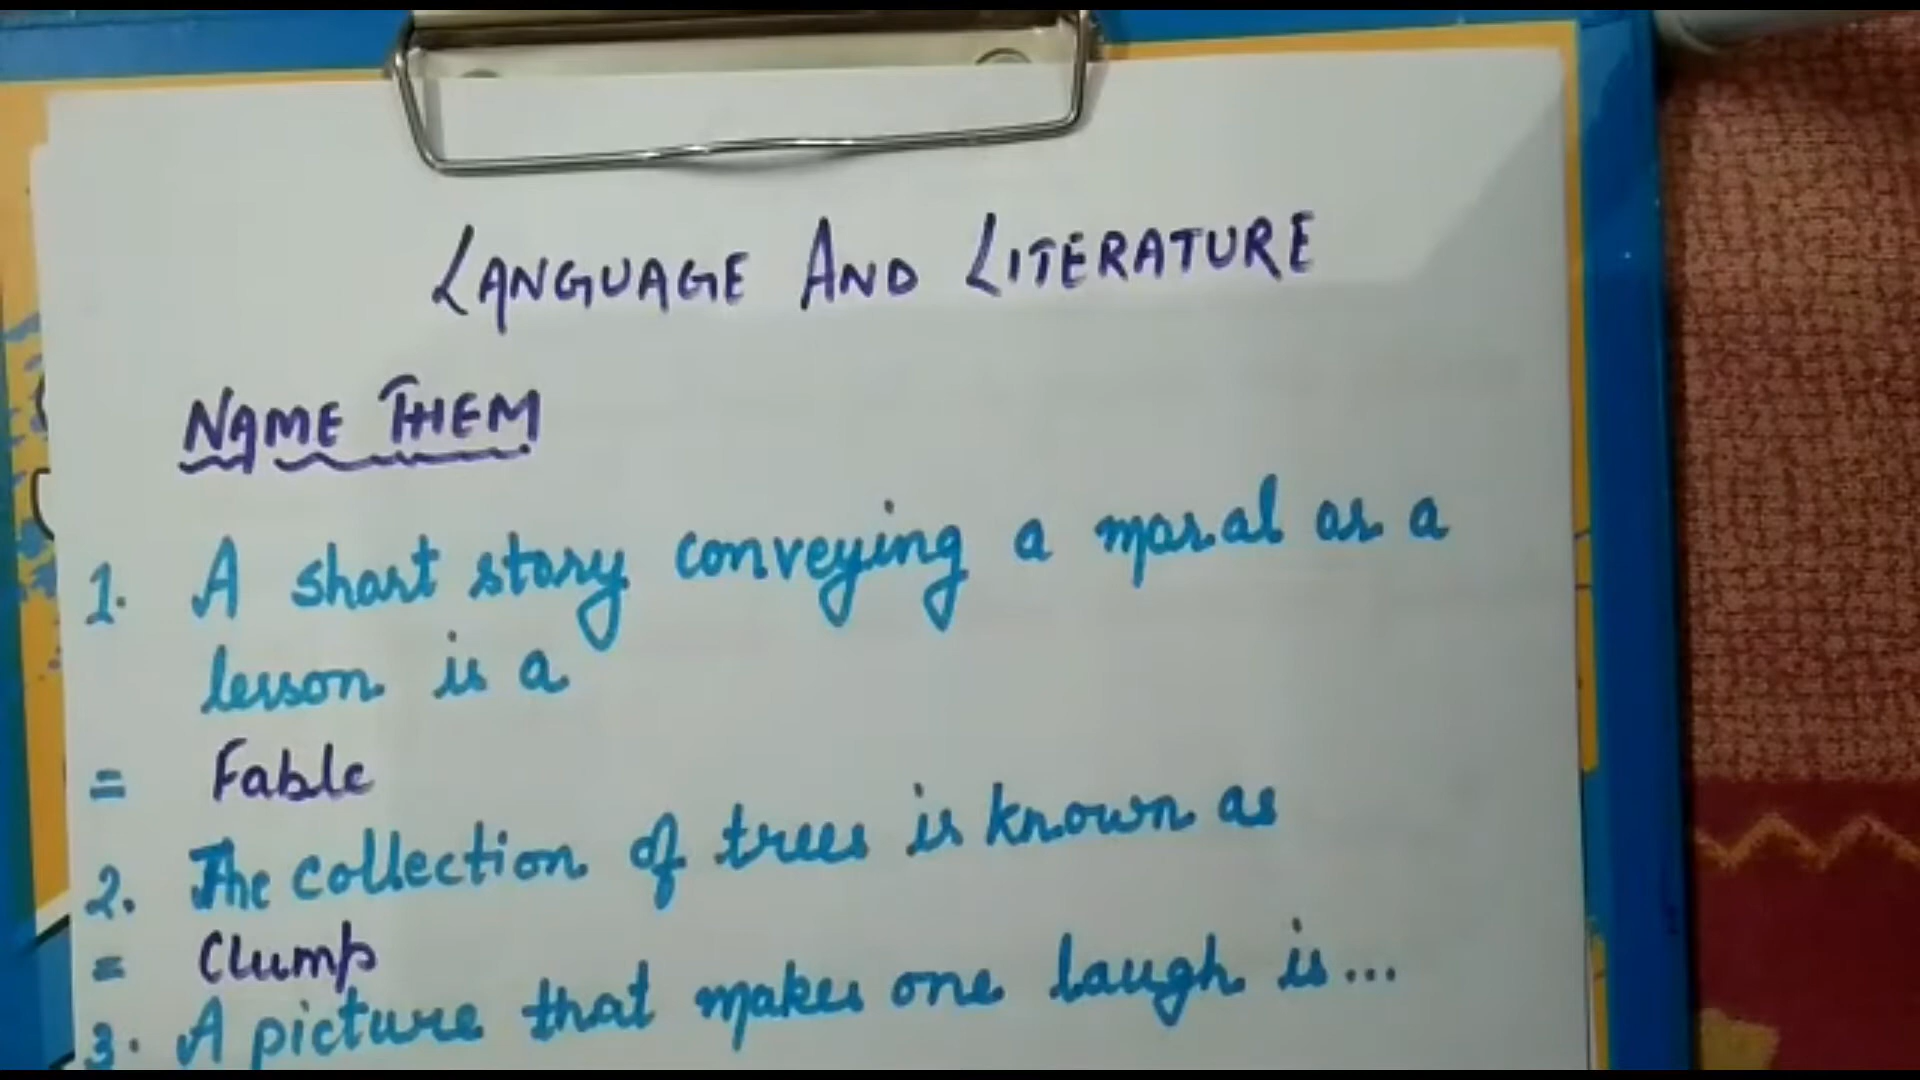 LANGUAGE AND LITERATURE
NAME THEM
1. A short story conveying a moral or a
lesson is a
= Fable
2. The collection of trees is known as
= Clump
3. A picture that makes one laugh is...